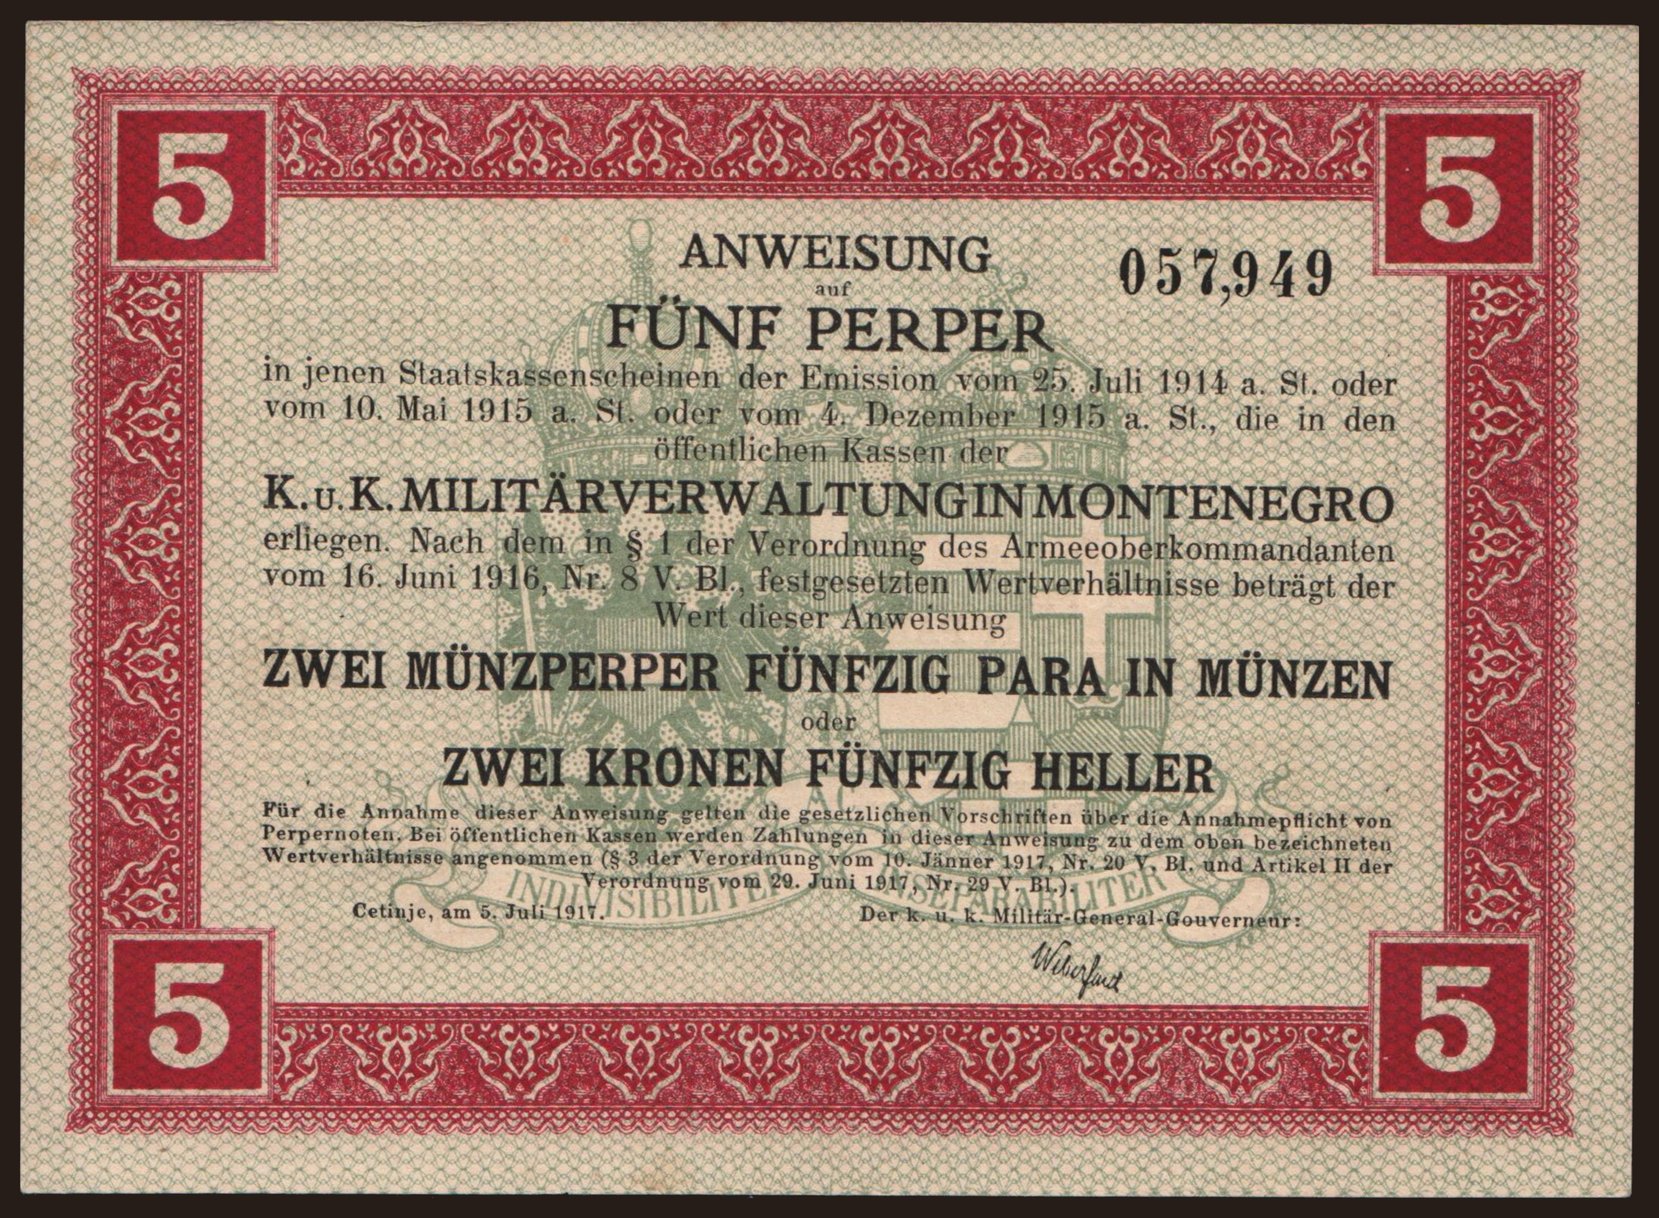 5
5
ANWEISUNG
057,949
auf
FÜNF PERPER
in jenen Staatskassenscheinen der Emission vom 25. Juli 1914 a. St. oder
vom 10. Mai 1915 a. St. oder vom 4. Dezember 1915 a. St., die in den
öffentlichen Kassen der
K. u. K. MILITÄRVERWALTUNG IN MONTENEGRO
erliegen. Nach dem in § 1 der Verordnung des Armeeoberkommandanten
vom 16. Juni 1916, Nr. 8 V. Bl., festgesetzten Wertverhältnisse beträgt der
Wert dieser Anweisung
ZWEI MÜNZPERPER FÜNFZIG PARA IN MÜNZEN
oder
ZWEI KRONEN FÜNFZIG HELLER
Für die Annahme dieser Anweisung gelten die gesetzlichen Vorschriften über die Annahmepflicht von
Perpernoten. Bei öffentlichen Kassen werden Zahlungen in dieser Anweisung zu dem oben bezeichneten
Wertverhältnisse angenommen (§ 3 der Verordnung vom 10. Jänner 1917, Nr. 20 V. Bl. und Artikel II der
Verordnung vom 29. Juni 1917, Nr. 29 V. Bl.).
INDIVISIBILITER AC INSEPARABILITER
Cetinje, am 5. Juli 1917.
Der k. u. k. Militär-General-Gouverneur:
5
5